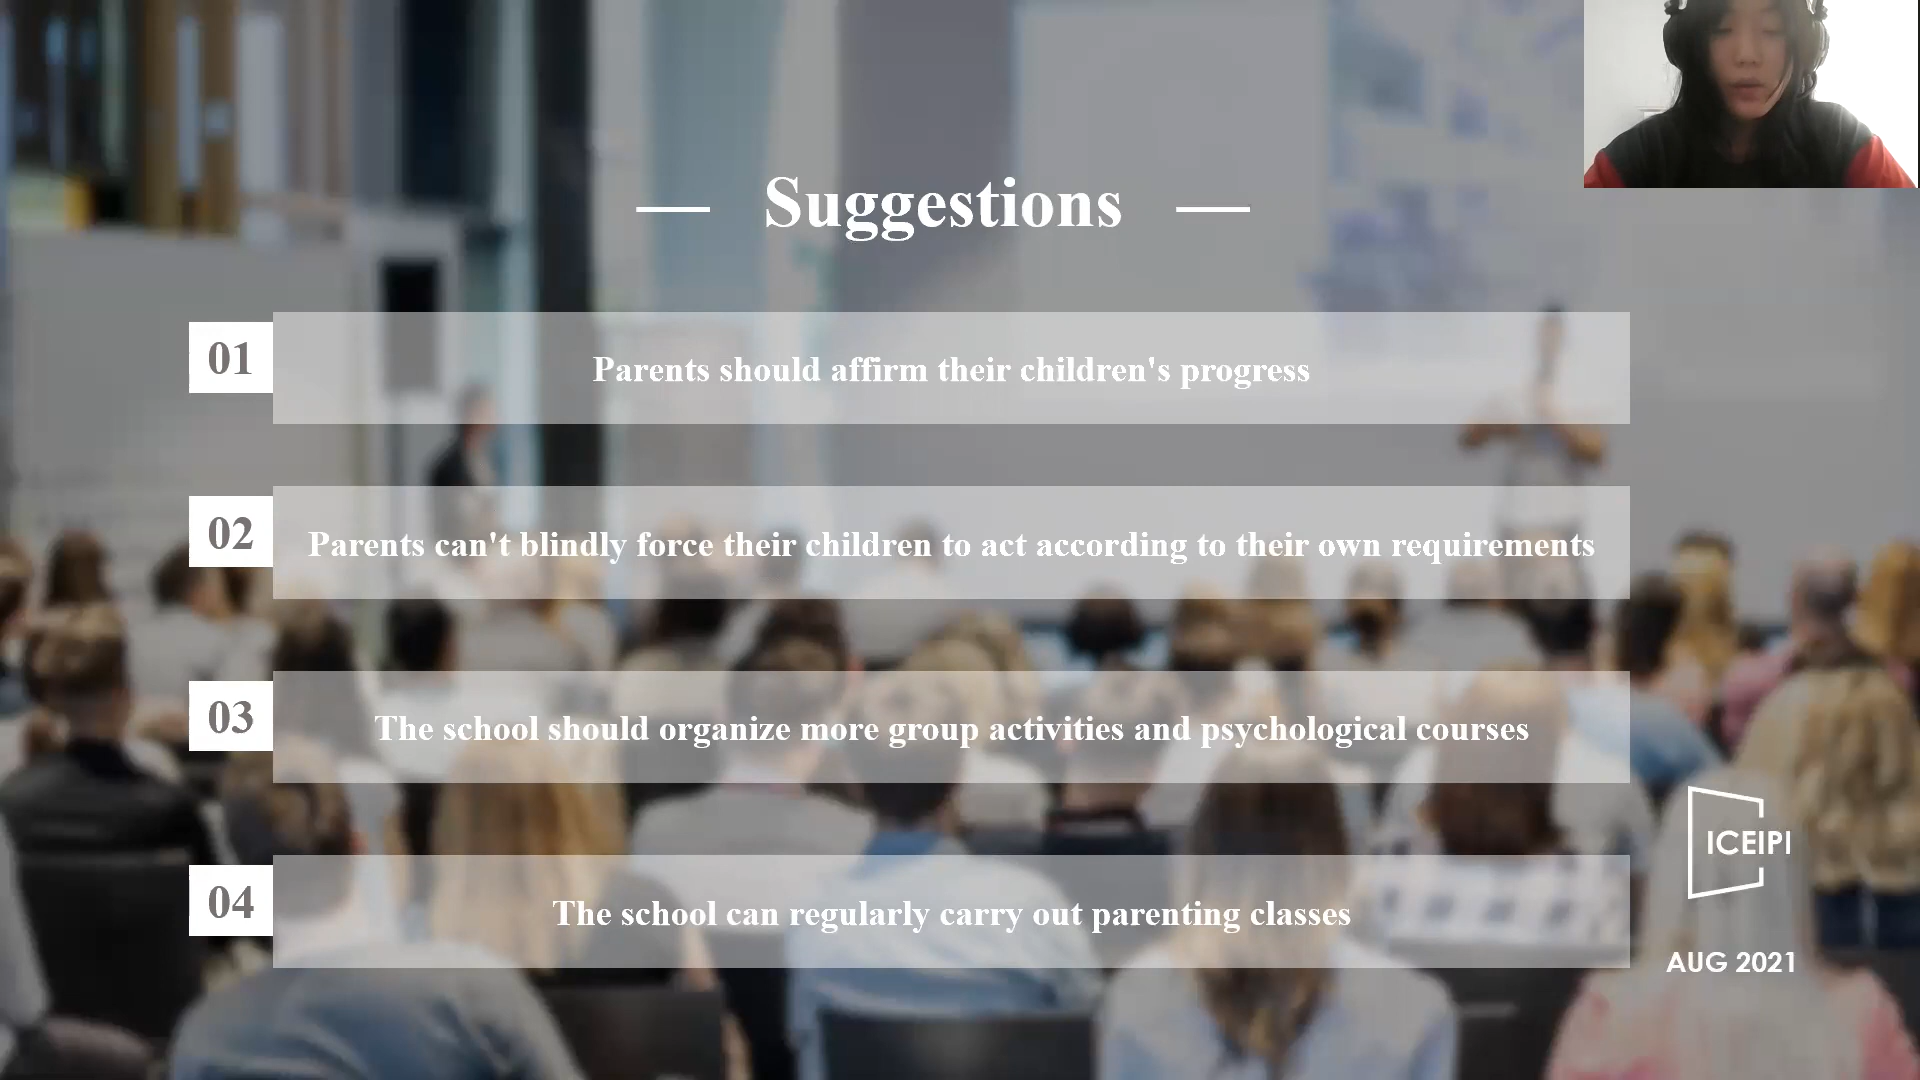 Suggestions
01
Parents should affirm their children's progress
02
Parents can't blindly force their children to act according to their own requirements
03
The school should organize more group activities and psychological courses
04
The school can regularly carry out parenting classes
ICEIPI
AUG 2021